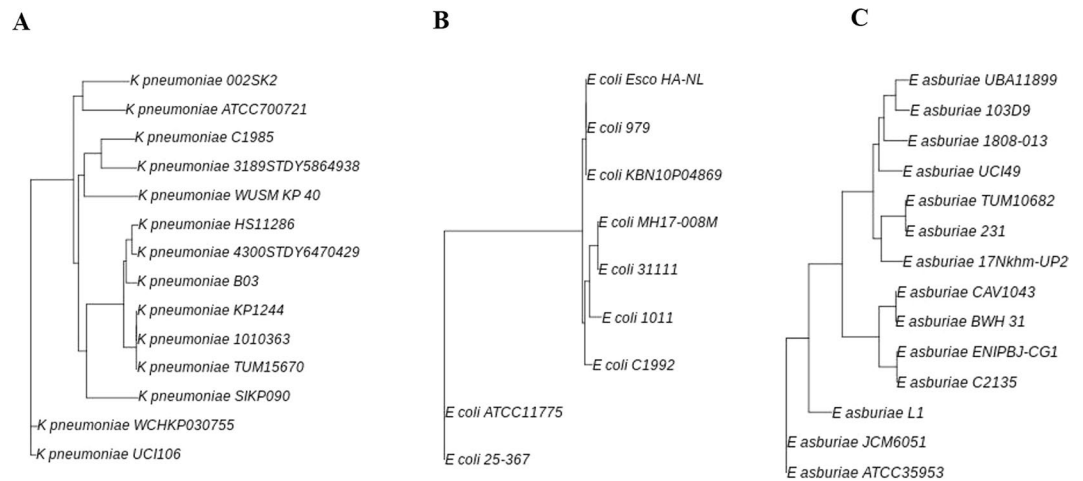 A
K pneumoniae 002SK2
K pneumoniae ATCC700721
K pneumoniae C1985
K pneumoniae 3189STDY5864938
K pneumoniae WUSM KP 40
K pneumoniae HS11286
K pneumoniae 4300STDY6470429
K pneumoniae B03
K pneumoniae KP1244
K pneumoniae 1010363
K pneumoniae TUM15670
K pneumoniae SIKP090
K pneumoniae WCHKP030755
K pneumoniae UCI106
B
E coli Esco HA-NL
E coli 979
E coli KBN10P04869
E coli MH17-008M
E coli 31111
E coli 1011
E coli C1992
E coli ATCC11775
E coli 25-367
C
E asburiae UBA11899
E asburiae 103D9
E asburiae 1808-013
E asburiae UCI49
E asburiae TUM10682
E asburiae 231
E asburiae 17Nkhm-UP2
E asburiae CAV1043
E asburiae BWH 31
E asburiae ENIPBJ-CG1
E asburiae C2135
E asburiae L1
E asburiae JCM6051
E asburiae ATCC35953